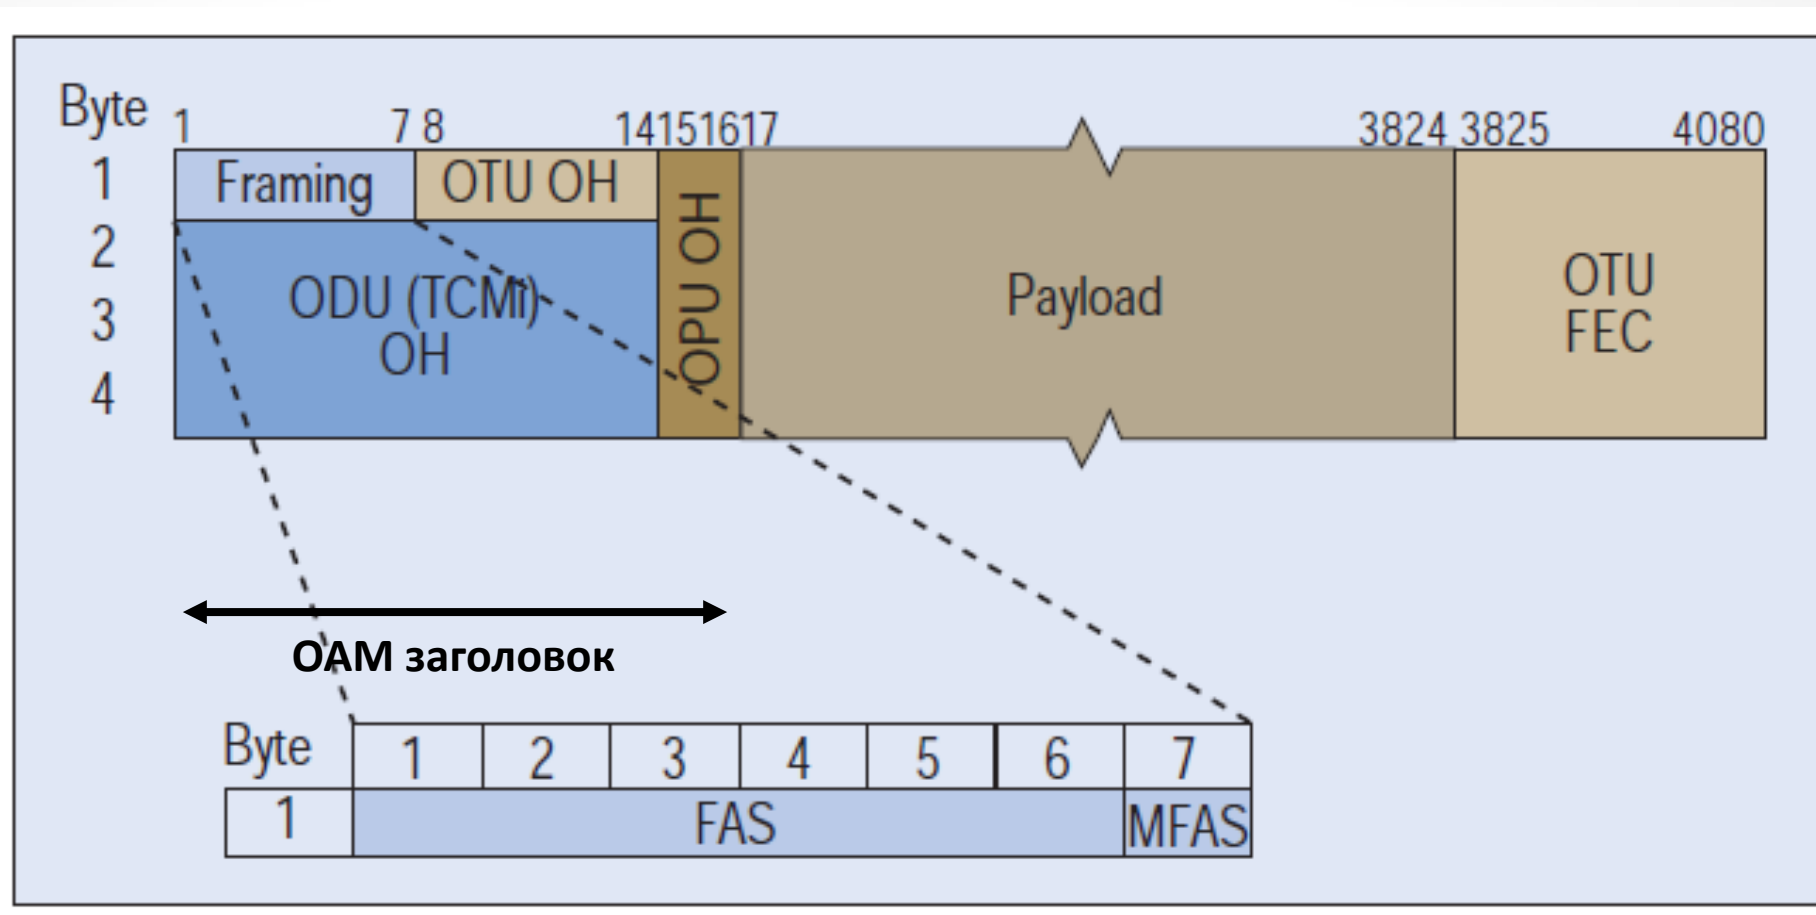 Byte 1 7 8 14151617 3824 3825 4080
1 Framing OTU OH
2
3
4
ODU (TCMi)
OH
OPU OH
Payload
OTU
FEC
ОАМ заголовок
Byte 1 2 3 4 5 6 7
1 FAS MFAS